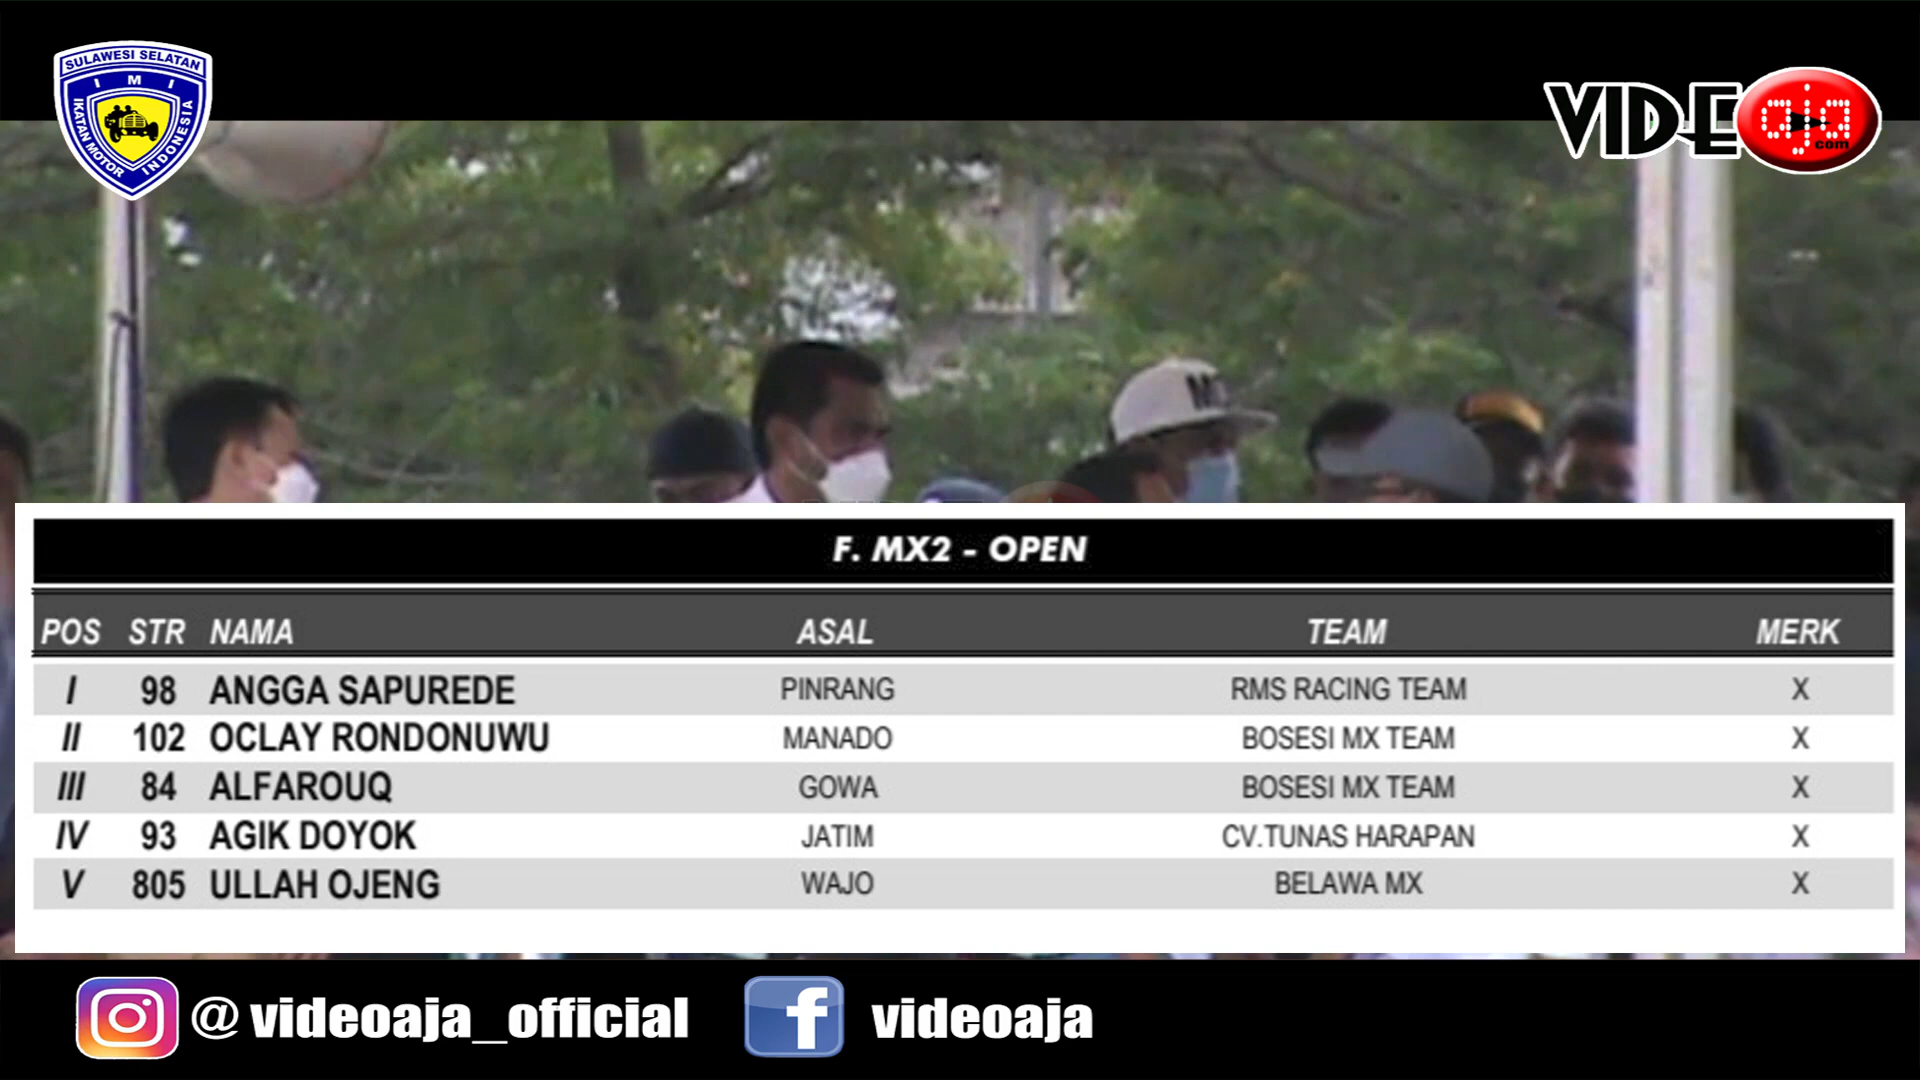 SULAWESI SELATAN
I M I
IKATAN MOTOR INDONESIA
VIDEO aja .com
F. MX2 - OPEN
POS STR NAMA ASAL TEAM MERK
I 98 ANGGA SAPUREDE PINRANG RMS RACING TEAM X
II 102 OCLAY RONDONUWU MANADO BOSESI MX TEAM X
III 84 ALFAROUQ GOWA BOSESI MX TEAM X
IV 93 AGIK DOYOK JATIM CV.TUNAS HARAPAN X
V 805 ULLAH OJENG WAJO BELAWA MX X
@videoaja_official videoaja